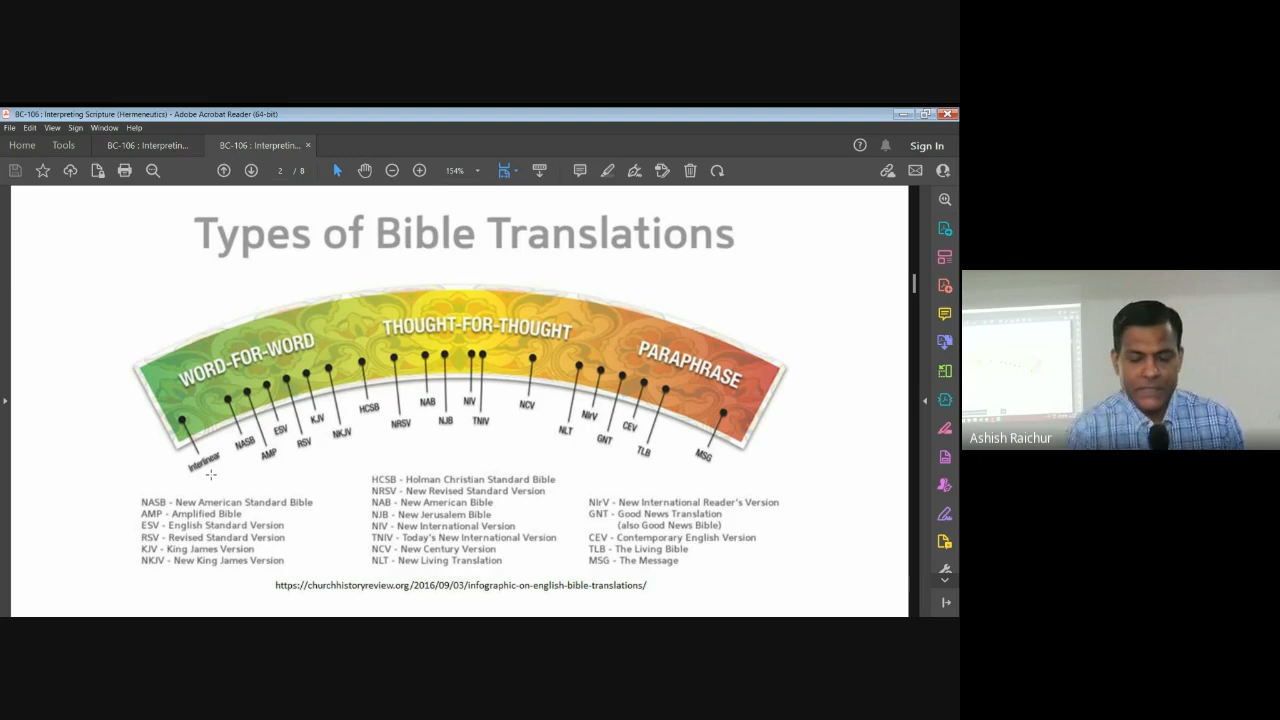 BC-106 : Interpreting Scripture (Hermeneutics) - Adobe Acrobat Reader (64-bit)
File Edit View Sign Window Help
Home Tools BC-106 : Interpretin... BC-106 : Interpretin... × Sign In
2 / 8 154%
Types of Bible Translations
WORD-FOR-WORD THOUGHT-FOR-THOUGHT PARAPHRASE
Interlinear NASB AMP ESV RSV KJV NKJV HCSB NRSV NAB NJB NIV TNIV NCV NLT NIrV GNT CEV TLB MSG
NASB - New American Standard Bible
AMP - Amplified Bible
ESV - English Standard Version
RSV - Revised Standard Version
KJV - King James Version
NKJV - New King James Version
HCSB - Holman Christian Standard Bible
NRSV - New Revised Standard Version
NAB - New American Bible
NJB - New Jerusalem Bible
NIV - New International Version
TNIV - Today's New International Version
NCV - New Century Version
NLT - New Living Translation
NIrV - New International Reader's Version
GNT - Good News Translation
(also Good News Bible)
CEV - Contemporary English Version
TLB - The Living Bible
MSG - The Message
https://churchhistoryreview.org/2016/09/03/infographic-on-english-bible-translations/
Ashish Raichur